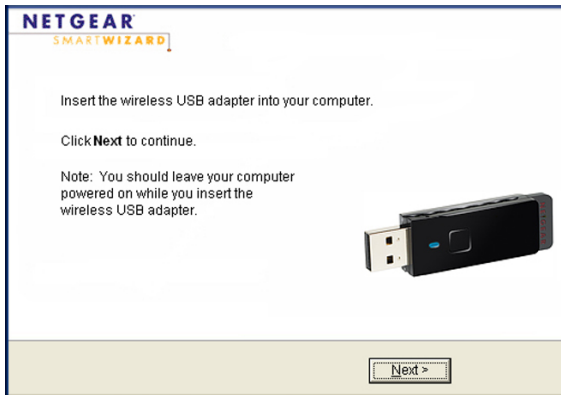 NETGEAR
SMARTWIZARD
Insert the wireless USB adapter into your computer.
Click Next to continue.
Note: You should leave your computer
powered on while you insert the
wireless USB adapter.
NETGEAR
Next >